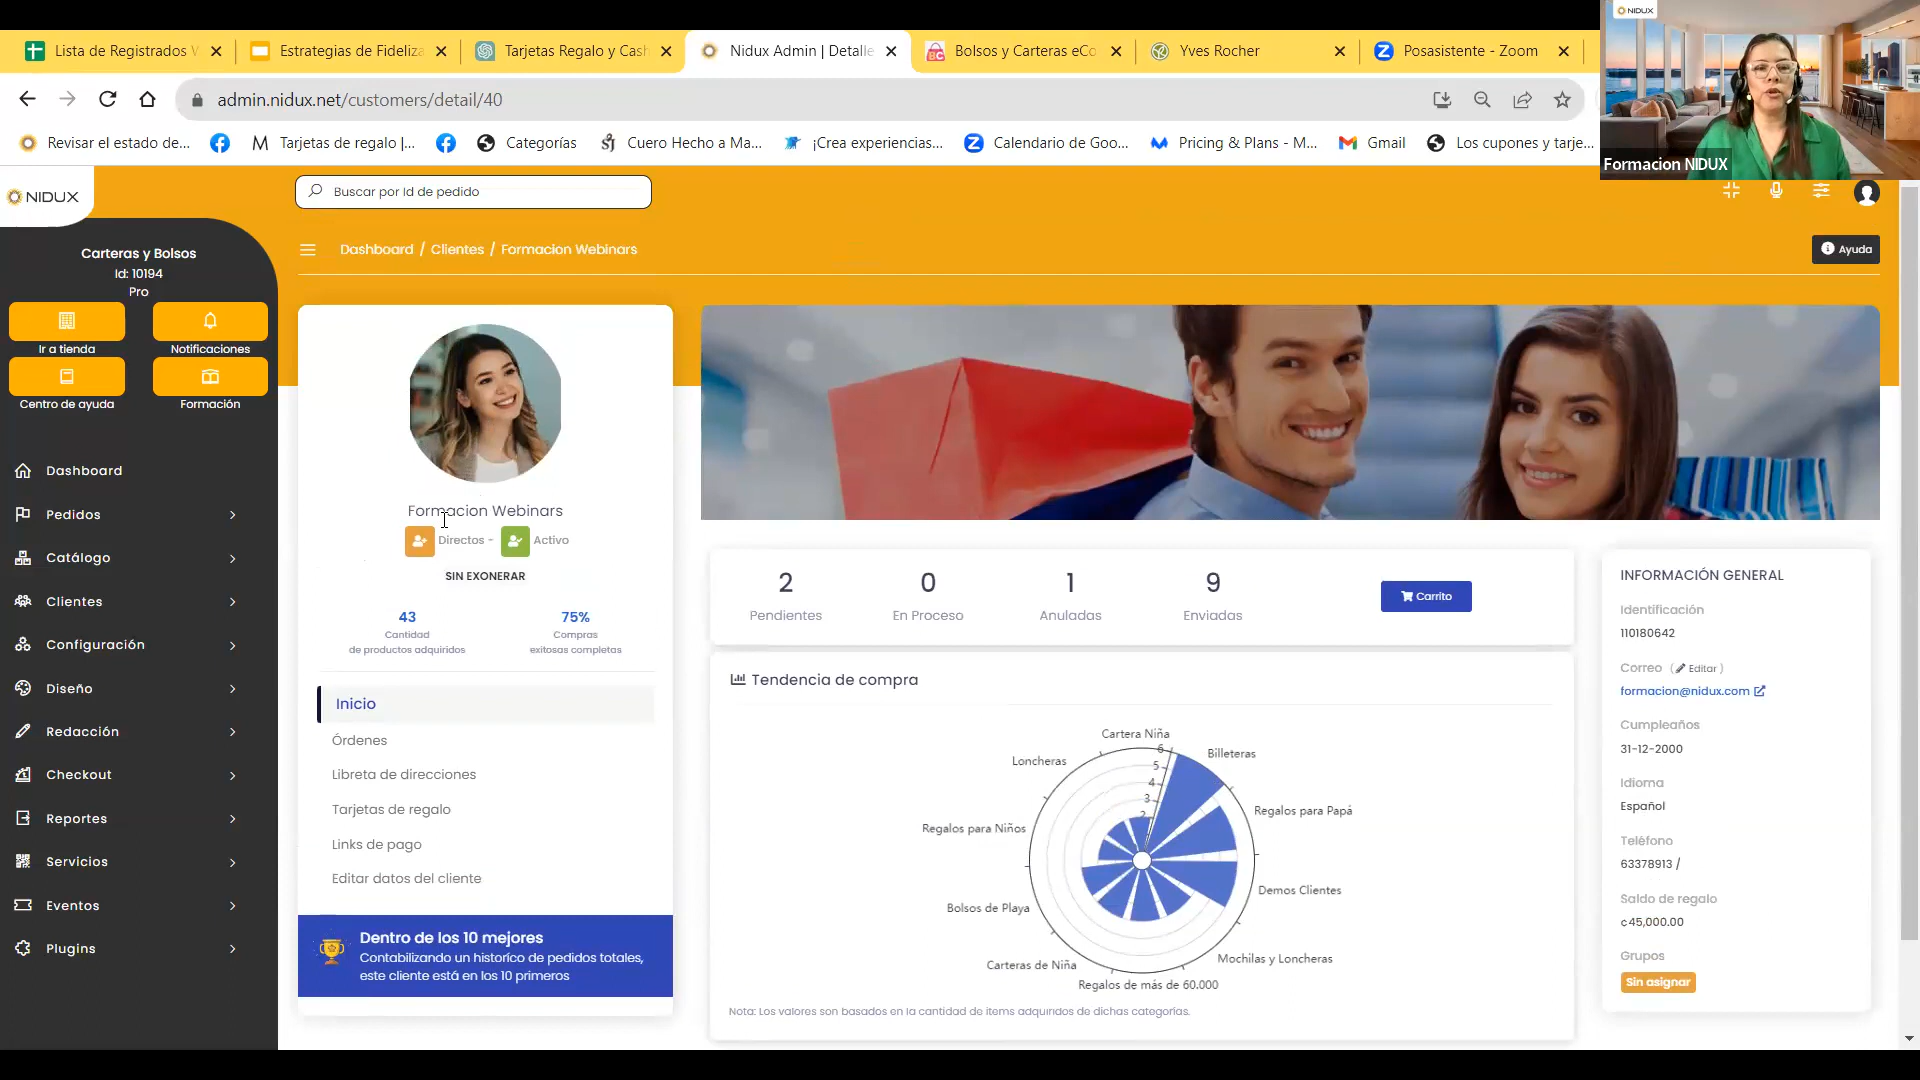 Lista de Registrados V
Estrategias de Fideliza
Tarjetas Regalo y Cash
Nidux Admin | Detalle
Bolsos y Carteras eCo
Yves Rocher
Posasistente - Zoom
NIDUX
admin.nidux.net/customers/detail/40
Revisar el estado de...
Tarjetas de regalo |...
Categorías
Cuero Hecho a Ma...
¡Crea experiencias...
Calendario de Goo...
Pricing & Plans - M...
Gmail
Los cupones y tarje...
Formacion NIDUX
NIDUX
Buscar por Id de pedido
Dashboard / Clientes / Formacion Webinars
Ayuda
Carteras y Bolsos
Id: 10194
Pro
Ir a tienda
Notificaciones
Centro de ayuda
Formación
Dashboard
Pedidos
Catálogo
Clientes
Configuración
Diseño
Redacción
Checkout
Reportes
Servicios
Eventos
Plugins
Formacion Webinars
Directos -
Activo
SIN EXONERAR
43
Cantidad
de productos adquiridos
75%
Compras
exitosas completas
Inicio
Órdenes
Libreta de direcciones
Tarjetas de regalo
Links de pago
Editar datos del cliente
Dentro de los 10 mejores
Contabilizando un historíco de pedidos totales,
este cliente está en los 10 primeros
2
Pendientes
0
En Proceso
1
Anuladas
9
Enviadas
Carrito
Tendencia de compra
Cartera Niña
Billeteras
Regalos para Papá
Demos Clientes
Mochilas y Loncheras
Regalos de más de 60.000
Carteras de Niña
Bolsos de Playa
Regalos para Niños
Loncheras
6
5
4
3
2
Nota: Los valores son basados en la cantidad de items adquiridos de dichas categorías.
INFORMACIÓN GENERAL
Identificación
110180642
Correo ( Editar )
formacion@nidux.com
Cumpleaños
31-12-2000
Idioma
Español
Teléfono
63378913 /
Saldo de regalo
¢45,000.00
Grupos
Sin asignar